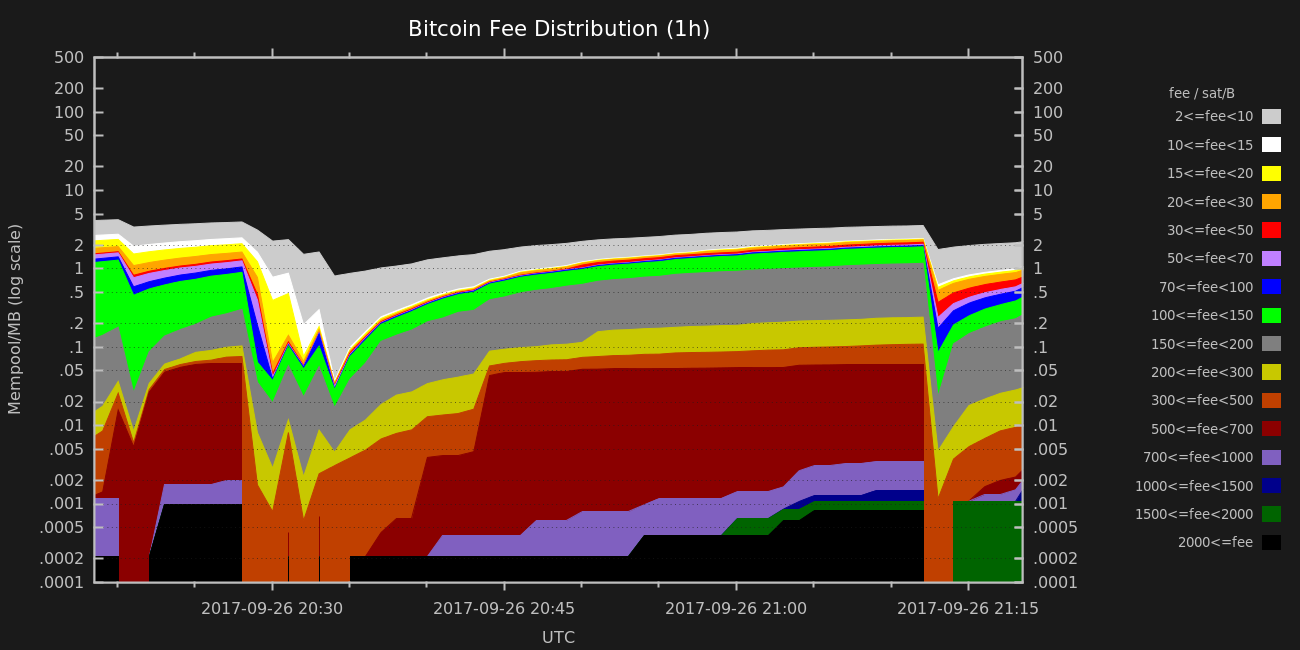 Bitcoin Fee Distribution (1h)
Mempool/MB (log scale)
500
200
100
50
20
10
5
2
1
.5
.2
.1
.05
.02
.01
.005
.002
.001
.0005
.0002
.0001
500
200
100
50
20
10
5
2
1
.5
.2
.1
.05
.02
.01
.005
.002
.001
.0005
.0002
.0001
fee / sat/B
2<=fee<10
10<=fee<15
15<=fee<20
20<=fee<30
30<=fee<50
50<=fee<70
70<=fee<100
100<=fee<150
150<=fee<200
200<=fee<300
300<=fee<500
500<=fee<700
700<=fee<1000
1000<=fee<1500
1500<=fee<2000
2000<=fee
2017-09-26 20:30 2017-09-26 20:45 2017-09-26 21:00 2017-09-26 21:15
UTC